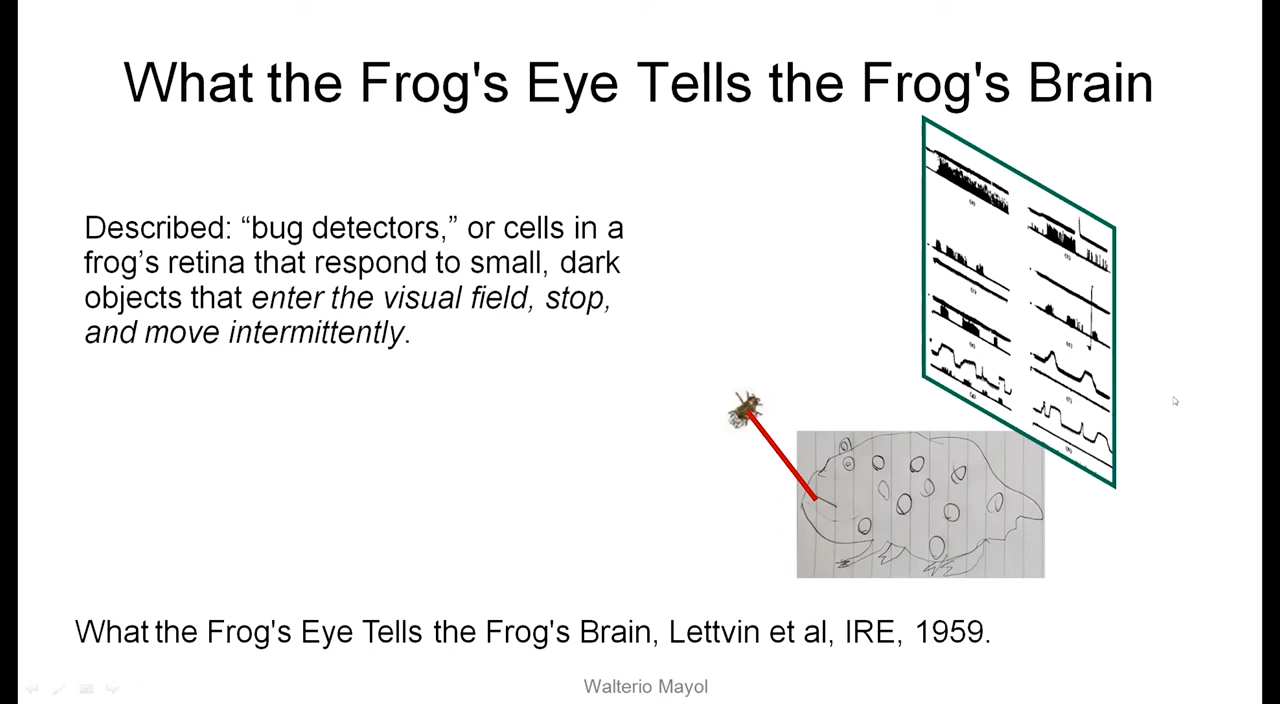 What the Frog's Eye Tells the Frog's Brain
Described: “bug detectors,” or cells in a
frog’s retina that respond to small, dark
objects that enter the visual field, stop,
and move intermittently.
What the Frog's Eye Tells the Frog's Brain, Lettvin et al, IRE, 1959.
Walterio Mayol